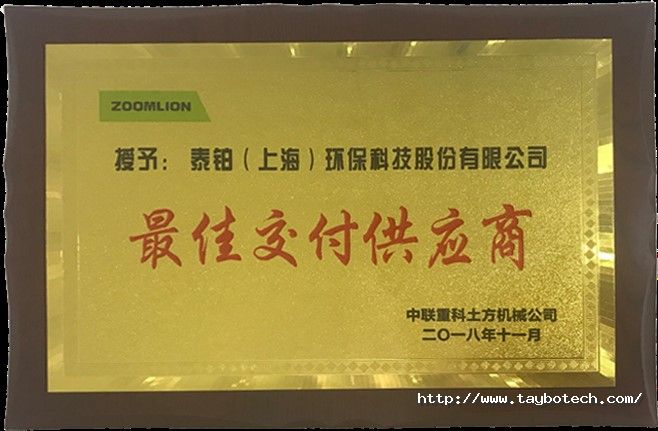 ZOOMLION
授予：泰铂（上海）环保科技股份有限公司
最佳交付供应商
中联重科土方机械公司
二〇一八年十一月
http://www.taybotech.com/